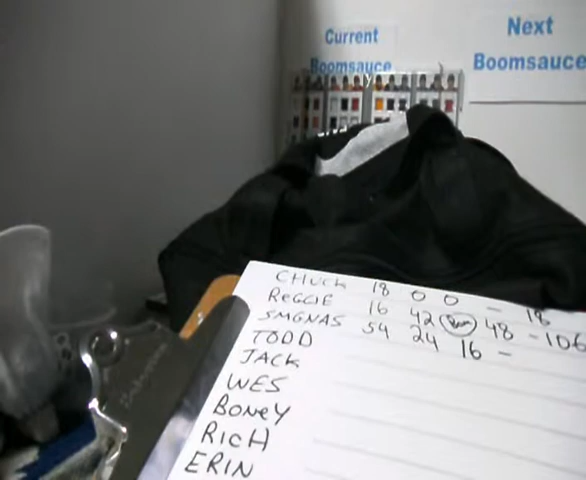 Current
Boomsauce
Next
Boomsauce
CHUCK 18 0 0 - 18
REGGIE 16 42 48 - 106
SMGNAS 54 24 16 -
TODD
JACK
WES
BONEY
RICH
ERIN